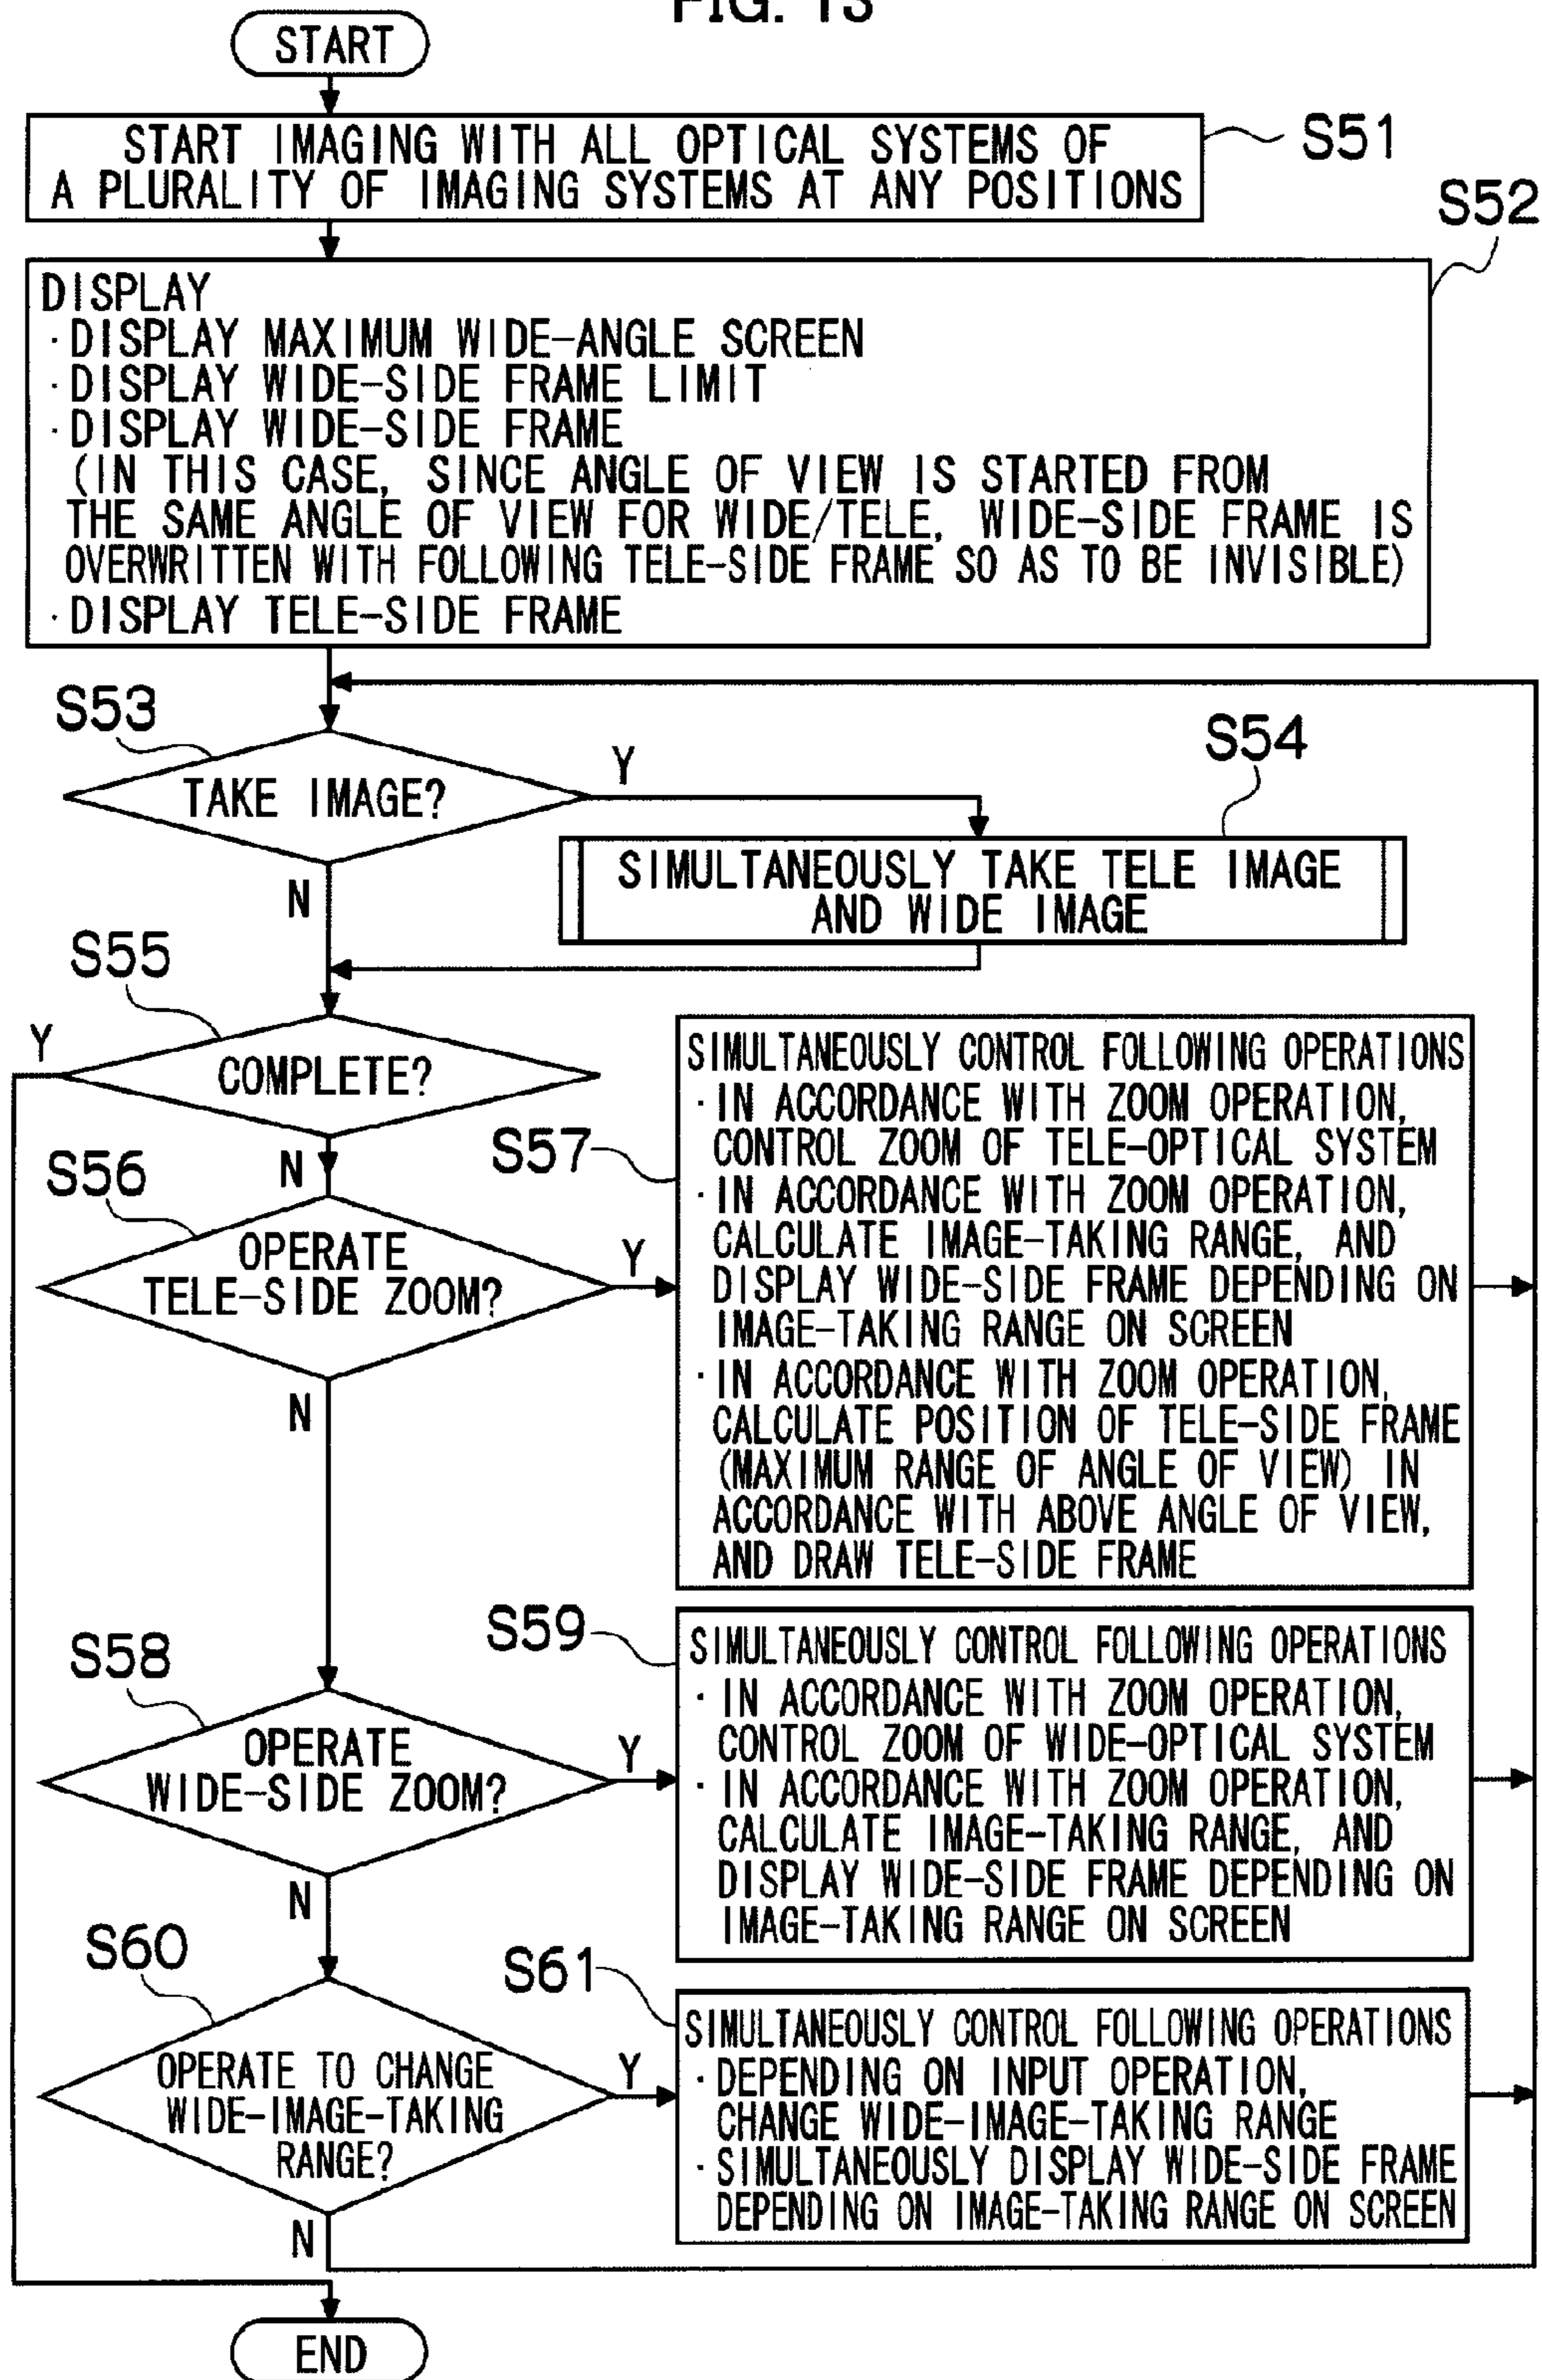 FIG. 13
START
START IMAGING WITH ALL OPTICAL SYSTEMS OF
A PLURALITY OF IMAGING SYSTEMS AT ANY POSITIONS
S51
S52
DISPLAY
·DISPLAY MAXIMUM WIDE-ANGLE SCREEN
·DISPLAY WIDE-SIDE FRAME LIMIT
·DISPLAY WIDE-SIDE FRAME
(IN THIS CASE, SINCE ANGLE OF VIEW IS STARTED FROM
THE SAME ANGLE OF VIEW FOR WIDE/TELE, WIDE-SIDE FRAME IS
OVERWRITTEN WITH FOLLOWING TELE-SIDE FRAME SO AS TO BE INVISIBLE)
·DISPLAY TELE-SIDE FRAME
S53
TAKE IMAGE?
Y
N
S54
SIMULTANEOUSLY TAKE TELE IMAGE
AND WIDE IMAGE
S55
COMPLETE?
Y
N
S56
OPERATE
TELE-SIDE ZOOM?
Y
N
S57
SIMULTANEOUSLY CONTROL FOLLOWING OPERATIONS
·IN ACCORDANCE WITH ZOOM OPERATION,
CONTROL ZOOM OF TELE-OPTICAL SYSTEM
·IN ACCORDANCE WITH ZOOM OPERATION,
CALCULATE IMAGE-TAKING RANGE, AND
DISPLAY WIDE-SIDE FRAME DEPENDING ON
IMAGE-TAKING RANGE ON SCREEN
·IN ACCORDANCE WITH ZOOM OPERATION,
CALCULATE POSITION OF TELE-SIDE FRAME
(MAXIMUM RANGE OF ANGLE OF VIEW) IN
ACCORDANCE WITH ABOVE ANGLE OF VIEW,
AND DRAW TELE-SIDE FRAME
S58
OPERATE
WIDE-SIDE ZOOM?
Y
N
S59
SIMULTANEOUSLY CONTROL FOLLOWING OPERATIONS
·IN ACCORDANCE WITH ZOOM OPERATION,
CONTROL ZOOM OF WIDE-OPTICAL SYSTEM
·IN ACCORDANCE WITH ZOOM OPERATION,
CALCULATE IMAGE-TAKING RANGE, AND
DISPLAY WIDE-SIDE FRAME DEPENDING ON
IMAGE-TAKING RANGE ON SCREEN
S60
OPERATE TO CHANGE
WIDE-IMAGE-TAKING
RANGE?
Y
N
S61
SIMULTANEOUSLY CONTROL FOLLOWING OPERATIONS
·DEPENDING ON INPUT OPERATION,
CHANGE WIDE-IMAGE-TAKING RANGE
·SIMULTANEOUSLY DISPLAY WIDE-SIDE FRAME
DEPENDING ON IMAGE-TAKING RANGE ON SCREEN
END